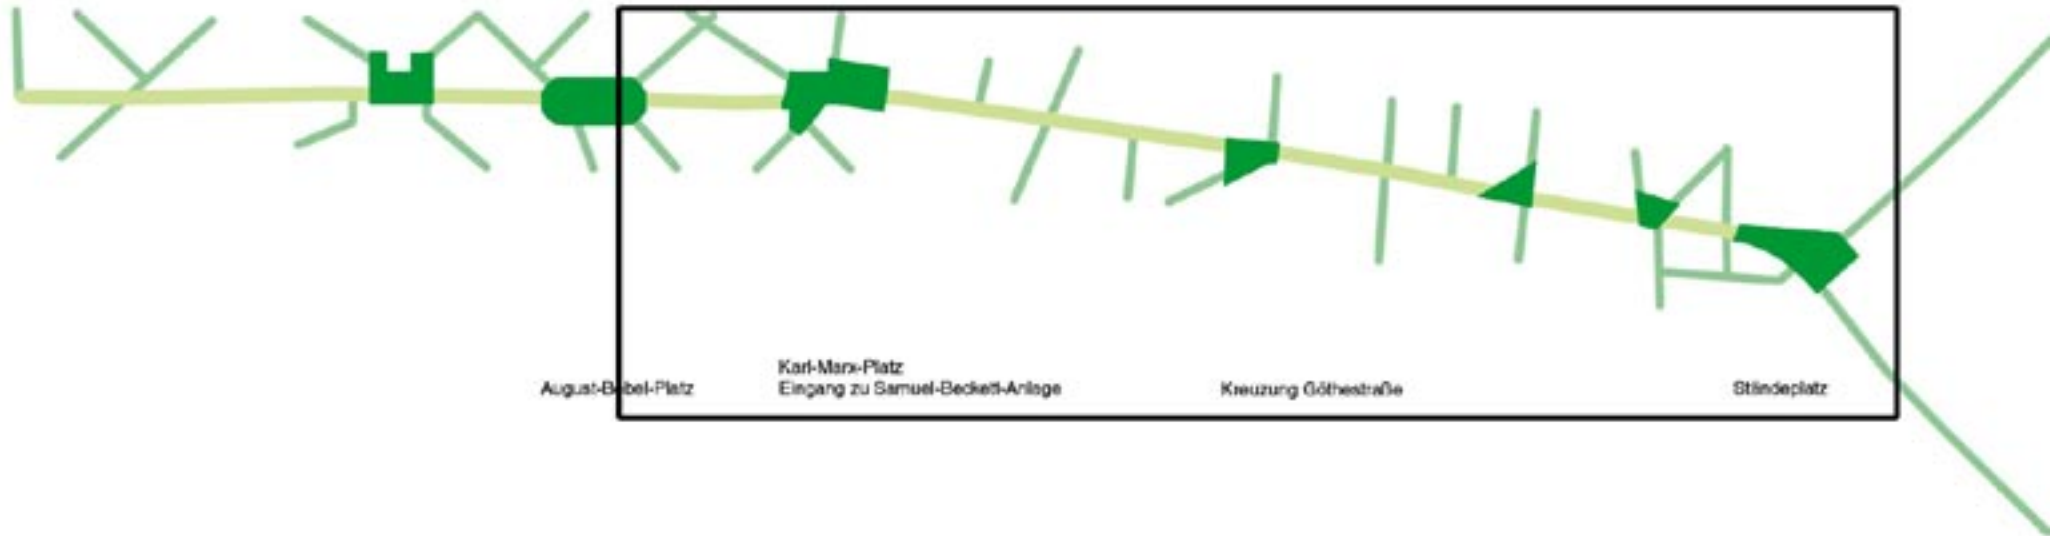 August-Bebel-Platz
Karl-Marx-Platz
Eingang zu Samuel-Beckett-Anlage
Kreuzung Göthestraße
Ständeplatz